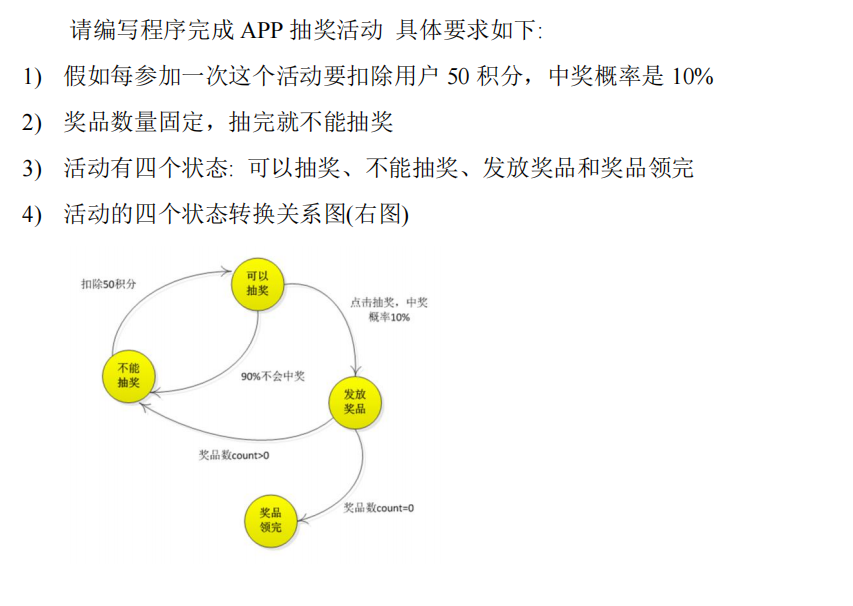 请编写程序完成 APP 抽奖活动 具体要求如下:
1) 假如每参加一次这个活动要扣除用户 50 积分，中奖概率是 10%
2) 奖品数量固定，抽完就不能抽奖
3) 活动有四个状态: 可以抽奖、不能抽奖、发放奖品和奖品领完
4) 活动的四个状态转换关系图(右图)
可以
抽奖
扣除50积分
点击抽奖，中奖
概率10%
不能
抽奖
90%不会中奖
发放
奖品
奖品数count>0
奖品
领完
奖品数count=0